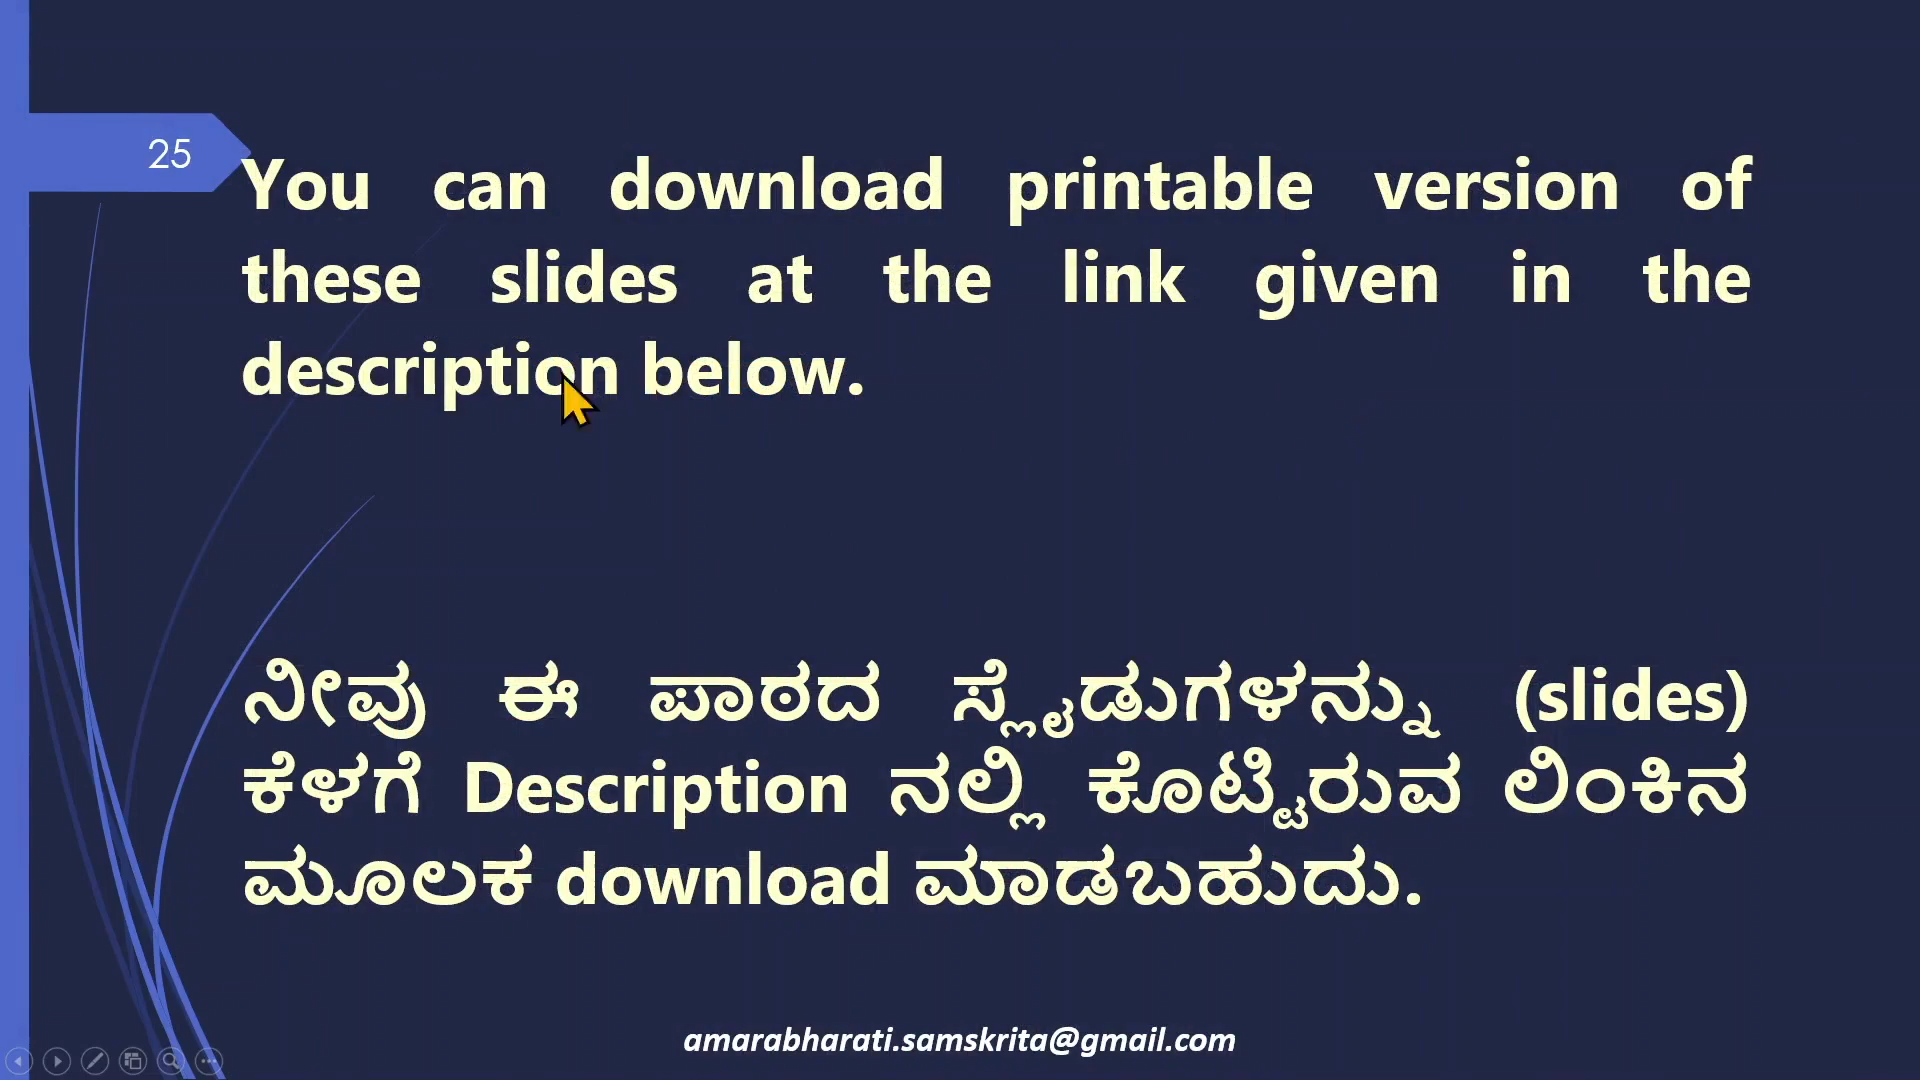 25
You can download printable version of
these slides at the link given in the
description below.
ನೀವು ಈ ಪಾಠದ ಸ್ಲೈಡುಗಳನ್ನು (slides)
ಕೆಳಗೆ Description ನಲ್ಲಿ ಕೊಟ್ಟಿರುವ ಲಿಂಕಿನ
ಮೂಲಕ download ಮಾಡಬಹುದು.
amarabharati.samskrita@gmail.com